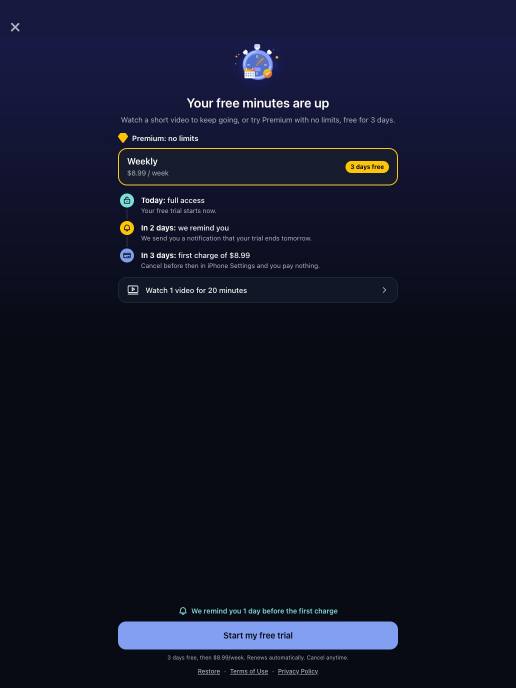 Your free minutes are up
Watch a short video to keep going, or try Premium with no limits, free for 3 days.
Premium: no limits
Weekly
$8.99 / week
3 days free
Today: full access
Your free trial starts now.
In 2 days: we remind you
We send you a notification that your trial ends tomorrow.
In 3 days: first charge of $8.99
Cancel before then in iPhone Settings and you pay nothing.
Watch 1 video for 20 minutes
We remind you 1 day before the first charge
Start my free trial
3 days free, then $8.99/week. Renews automatically. Cancel anytime.
Restore · Terms of Use · Privacy Policy